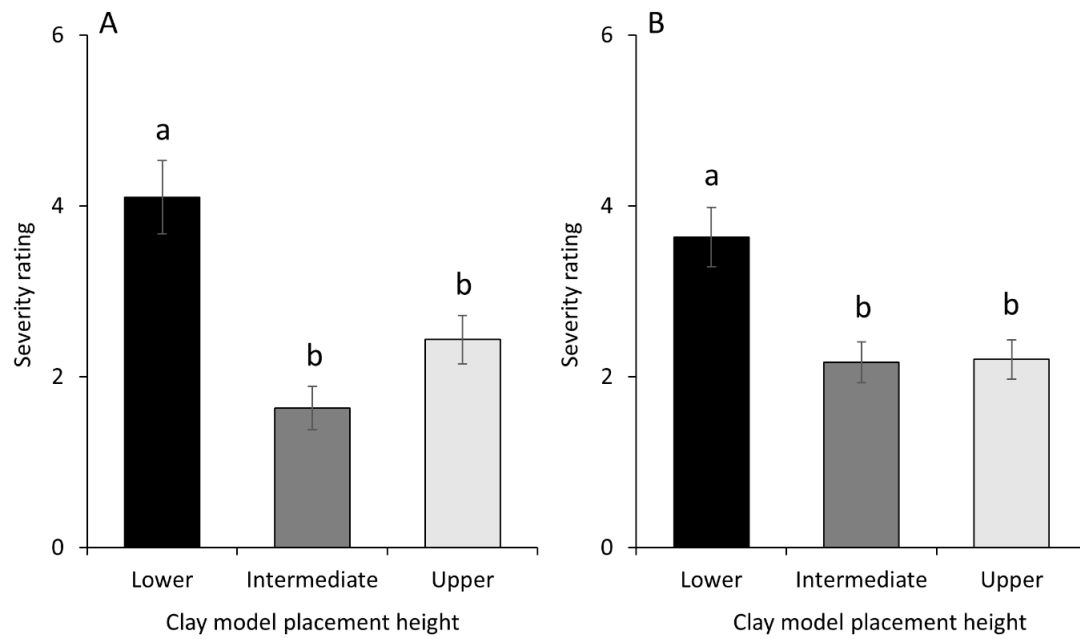 A
6
4
2
0
Severity rating
a
b
b
Lower Intermediate Upper
Clay model placement height
B
6
4
2
0
Severity rating
a
b
b
Lower Intermediate Upper
Clay model placement height